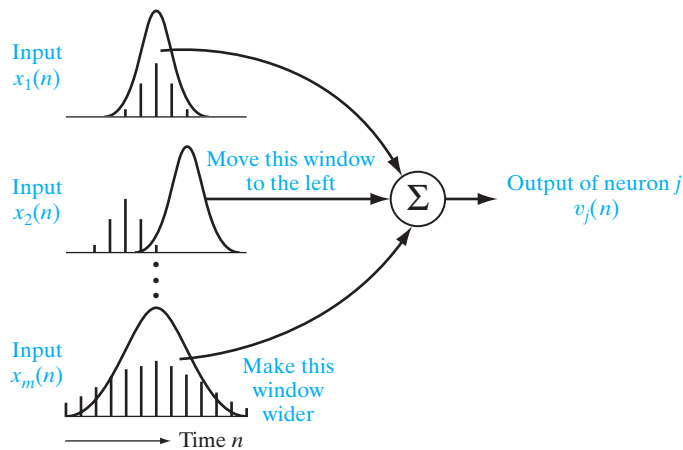 Input
x₁(n)
Move this window
to the left
Input
x₂(n)
Σ
Output of neuron j
vⱼ(n)
Input
xₘ(n)
Make this
window
wider
Time n